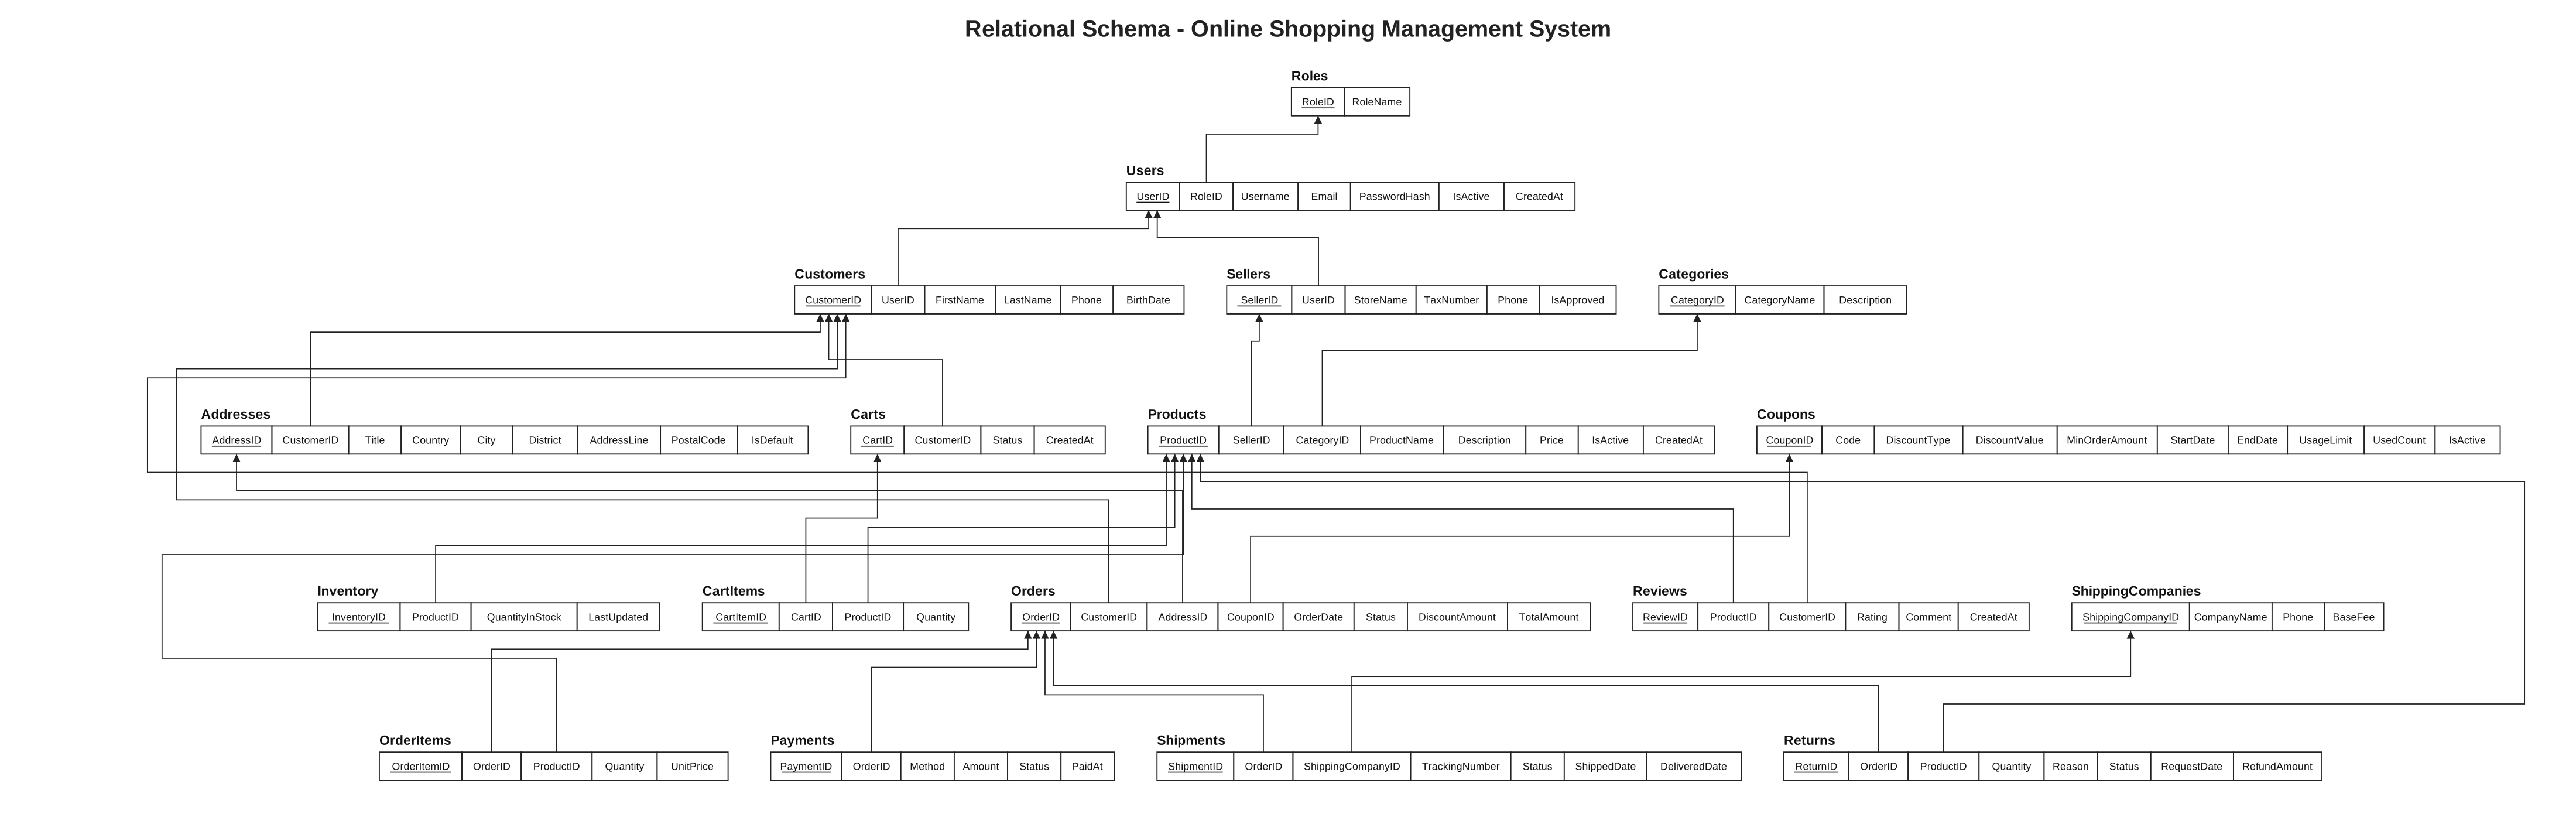 Relational Schema - Online Shopping Management System
Roles
RoleID RoleName
Users
UserID RoleID Username Email PasswordHash IsActive CreatedAt
Customers
CustomerID UserID FirstName LastName Phone BirthDate
Sellers
SellerID UserID StoreName TaxNumber Phone IsApproved
Categories
CategoryID CategoryName Description
Addresses
AddressID CustomerID Title Country City District AddressLine PostalCode IsDefault
Carts
CartID CustomerID Status CreatedAt
Products
ProductID SellerID CategoryID ProductName Description Price IsActive CreatedAt
Coupons
CouponID Code DiscountType DiscountValue MinOrderAmount StartDate EndDate UsageLimit UsedCount IsActive
Inventory
InventoryID ProductID QuantityInStock LastUpdated
CartItems
CartItemID CartID ProductID Quantity
Orders
OrderID CustomerID AddressID CouponID OrderDate Status DiscountAmount TotalAmount
Reviews
ReviewID ProductID CustomerID Rating Comment CreatedAt
ShippingCompanies
ShippingCompanyID CompanyName Phone BaseFee
OrderItems
OrderItemID OrderID ProductID Quantity UnitPrice
Payments
PaymentID OrderID Method Amount Status PaidAt
Shipments
ShipmentID OrderID ShippingCompanyID TrackingNumber Status ShippedDate DeliveredDate
Returns
ReturnID OrderID ProductID Quantity Reason Status RequestDate RefundAmount